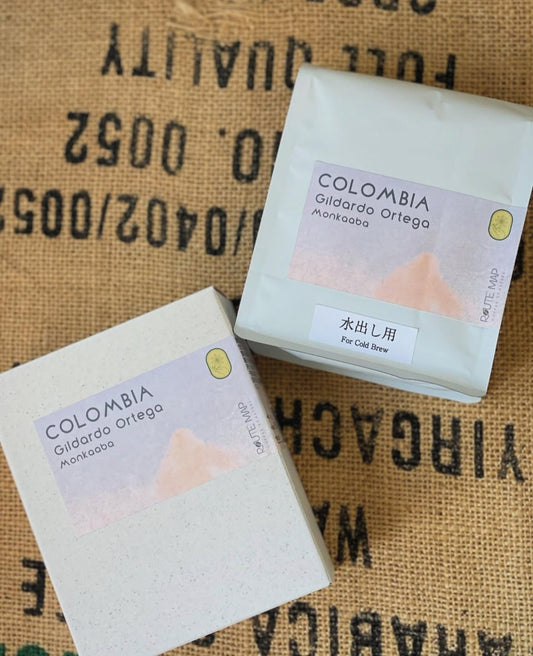 FULL QUALITY
NO. 0052
/0402/0052
COLOMBIA
Gildardo Ortega
Monkaaba
ROUTE MAP
水出し用
For Cold Brew
COLOMBIA
Gildardo Ortega
Monkaaba
ROUTE MAP
YIRGACH
WA
ARABICA